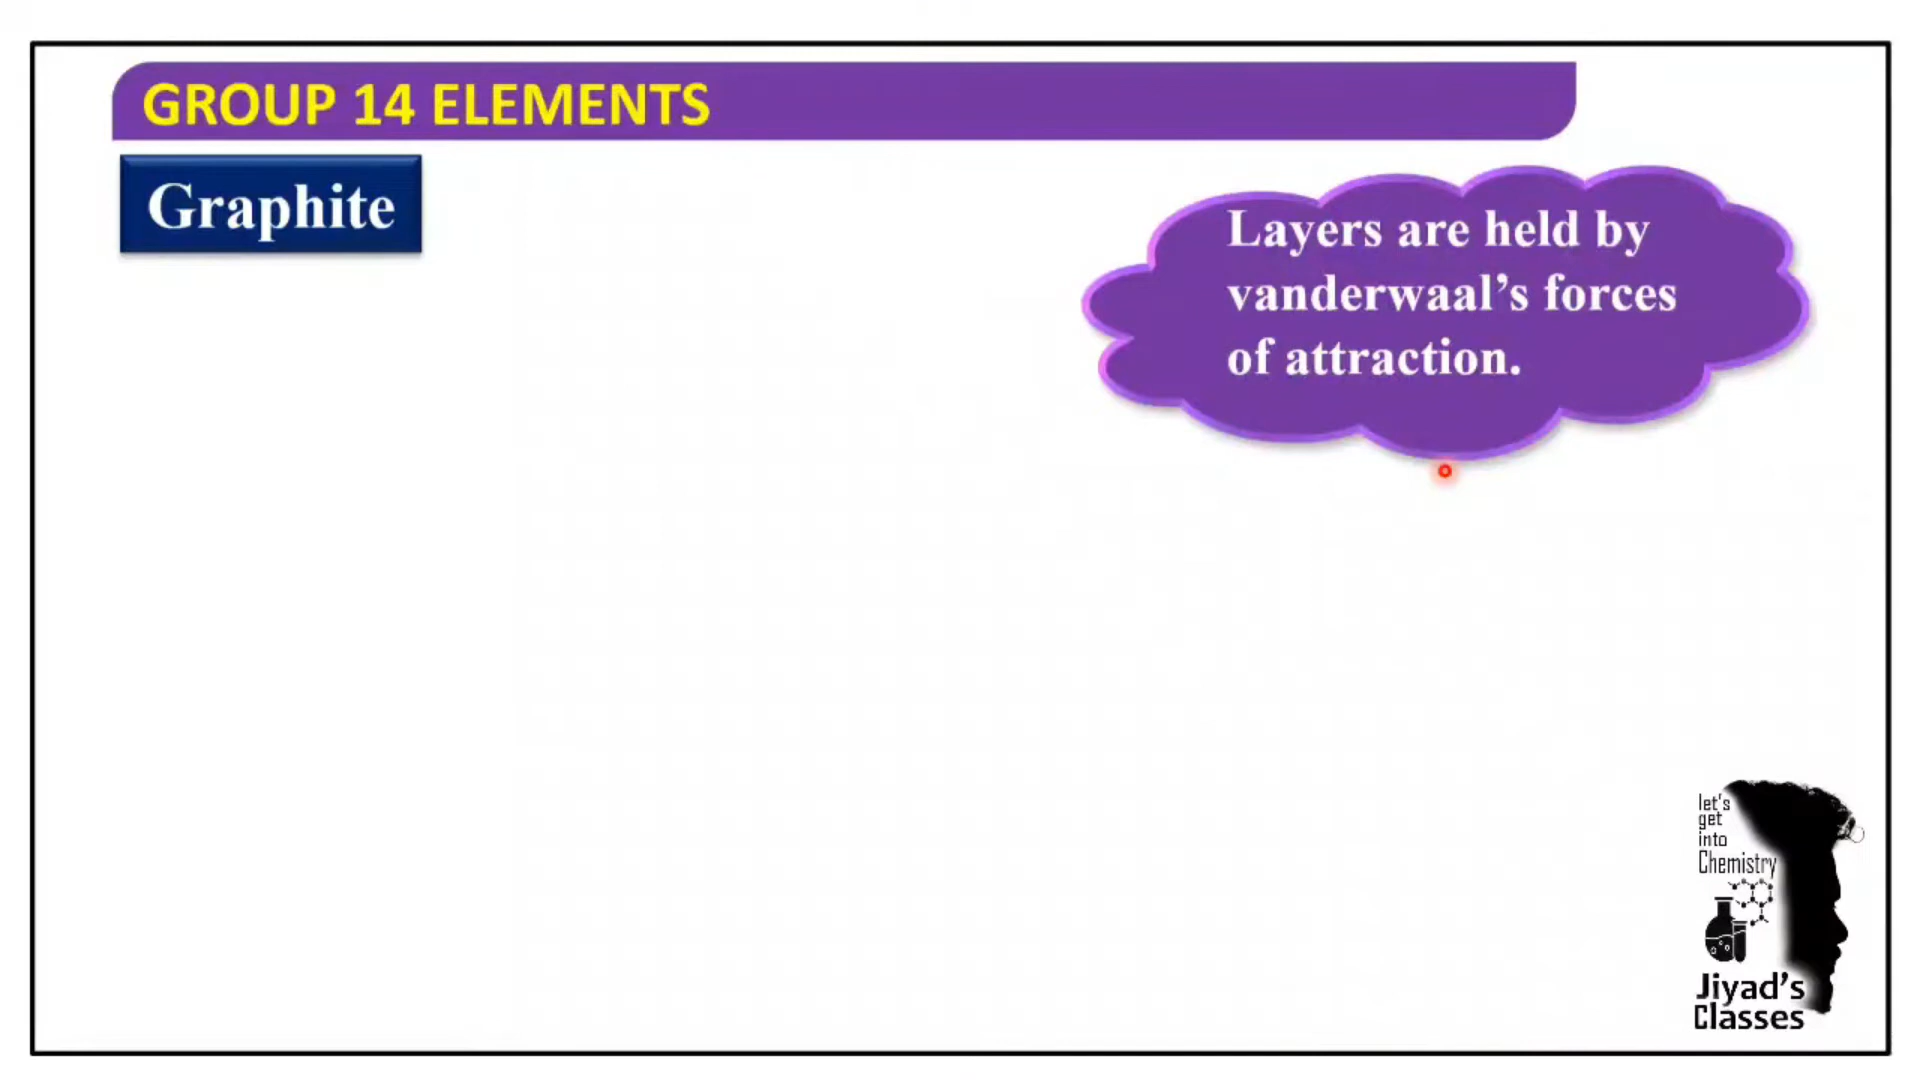 GROUP 14 ELEMENTS
Graphite
Layers are held by
vanderwaal’s forces
of attraction.
let's
get
into
Chemistry
Jiyad’s
Classes